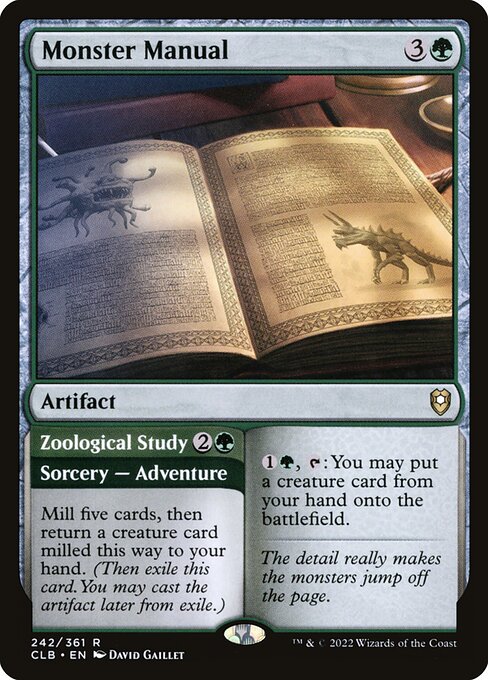 Monster Manual 3
Artifact
Zoological Study 2
Sorcery — Adventure
Mill five cards, then
return a creature card
milled this way to your
hand. (Then exile this
card. You may cast the
artifact later from exile.)
1, : You may put
a creature card from
your hand onto the
battlefield.
The detail really makes
the monsters jump off
the page.
242/361 R
CLB • EN DAVID GAILLET
™ & © 2022 Wizards of the Coast